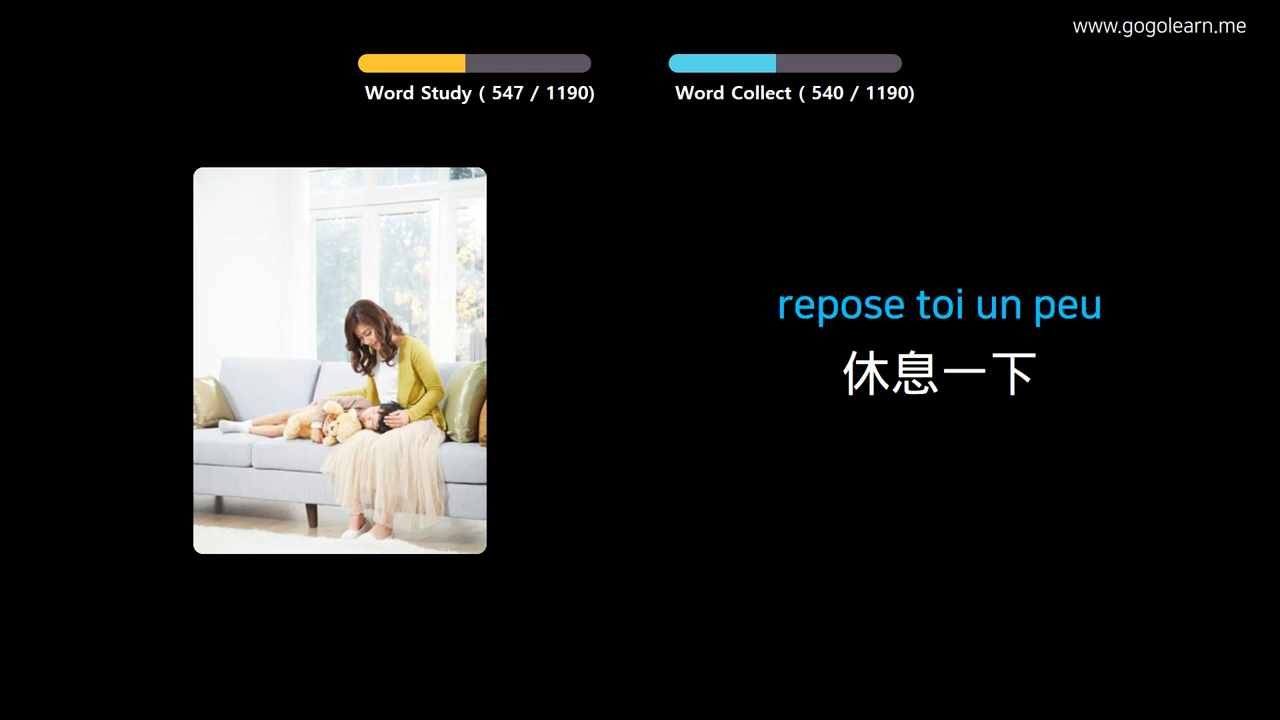 www.gogolearn.me
Word Study ( 547 / 1190)
Word Collect ( 540 / 1190)
repose toi un peu
休息一下